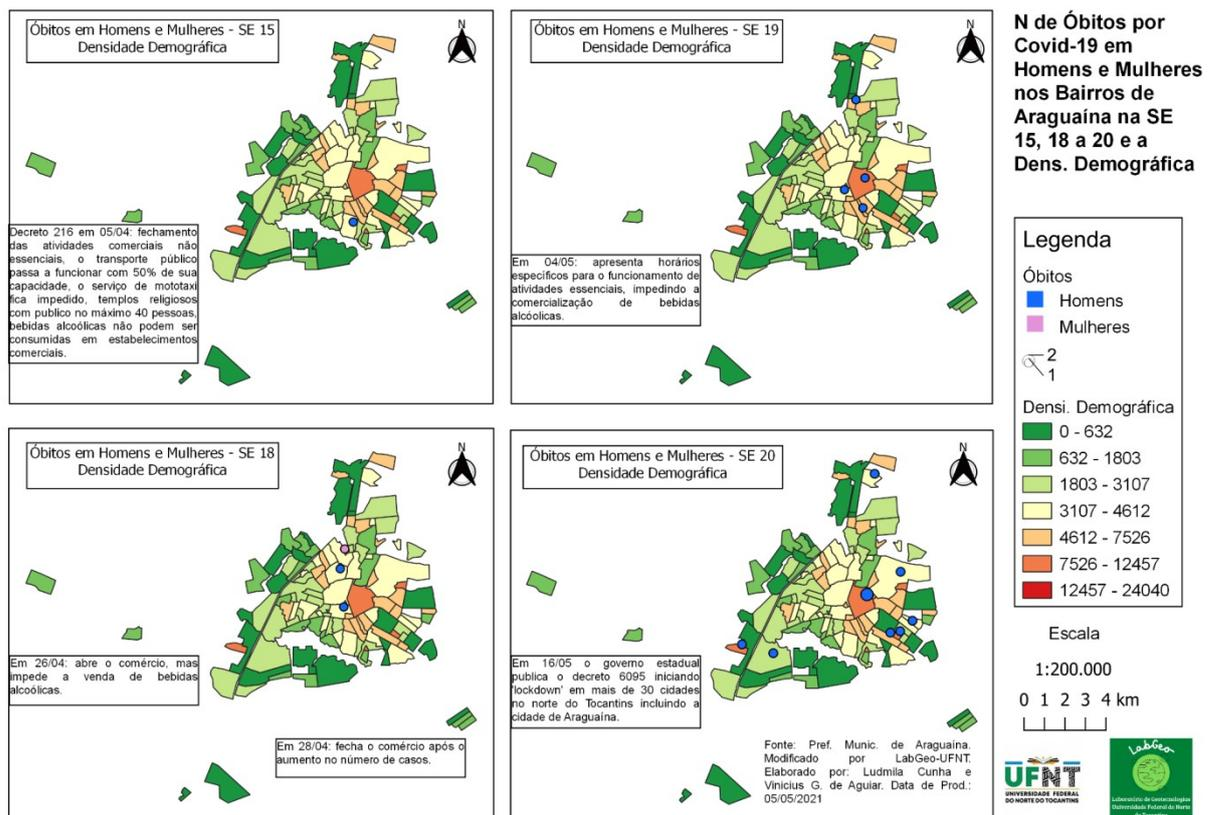 Óbitos em Homens e Mulheres - SE 15
Densidade Demográfica
N
Decreto 216 em 05/04: fechamento
das atividades comerciais não
essenciais, o transporte público
passa a funcionar com 50% de sua
capacidade, o serviço de mototaxi
fica impedido, templos religiosos
com publico no máximo 40 pessoas,
bebidas alcoólicas não podem ser
consumidas em estabelecimentos
comerciais.
Óbitos em Homens e Mulheres - SE 19
Densidade Demográfica
N
Em 04/05: apresenta horários
específicos para o funcionamento de
atividades essenciais, impedindo a
comercialização de bebidas
alcóolicas.
Óbitos em Homens e Mulheres - SE 18
Densidade Demográfica
N
Em 26/04: abre o comércio, mas
impede a venda de bebidas
alcoólicas.
Em 28/04: fecha o comércio após o
aumento no número de casos.
Óbitos em Homens e Mulheres - SE 20
Densidade Demográfica
N
Em 16/05 o governo estadual
publica o decreto 6095 iniciando
'lockdown' em mais de 30 cidades
no norte do Tocantins incluindo a
cidade de Araguaína.
Fonte: Pref. Munic. de Araguaína.
Modificado por LabGeo-UFNT.
Elaborado por: Ludmila Cunha e
Vinicius G. de Aguiar. Data de Prod.:
05/05/2021
N de Óbitos por
Covid-19 em
Homens e Mulheres
nos Bairros de
Araguaína na SE
15, 18 a 20 e a
Dens. Demográfica
Legenda
Óbitos
Homens
Mulheres
2
1
Densi. Demográfica
0 - 632
632 - 1803
1803 - 3107
3107 - 4612
4612 - 7526
7526 - 12457
12457 - 24040
Escala
1:200.000
0 1 2 3 4 km
UFNT
UNIVERSIDADE FEDERAL
DO NORTE DO TOCANTINS
LabGeo
Laboratório de Geotecnologias
Universidade Federal do Norte